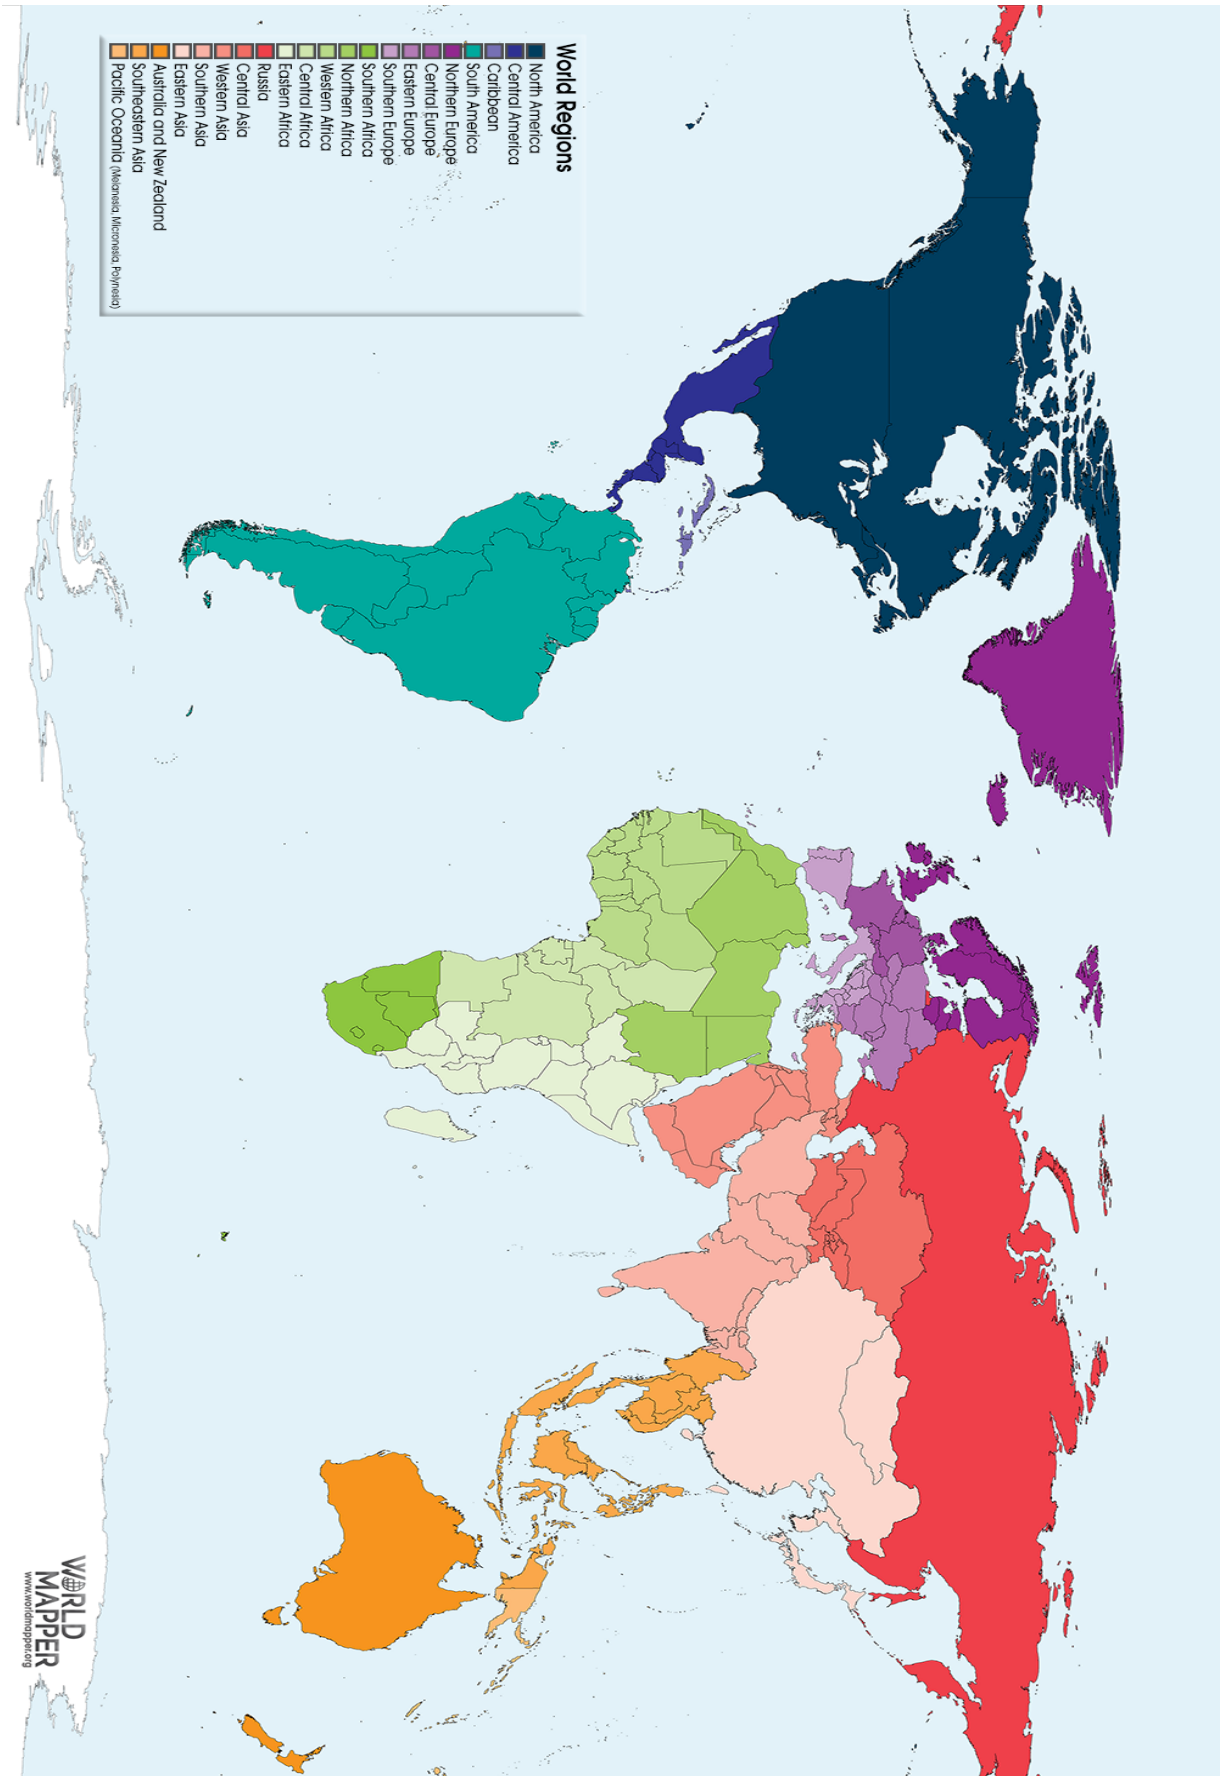 World Regions
North America
Central America
Caribbean
South America
Northern Europe
Central Europe
Eastern Europe
Southern Europe
Southern Africa
Northern Africa
Western Africa
Central Africa
Eastern Africa
Russia
Central Asia
Western Asia
Southern Asia
Eastern Asia
Australia and New Zealand
Southeastern Asia
Pacific Oceania (Melanesia, Micronesia, Polynesia)
WORLD
MAPPER
www.worldmapper.org